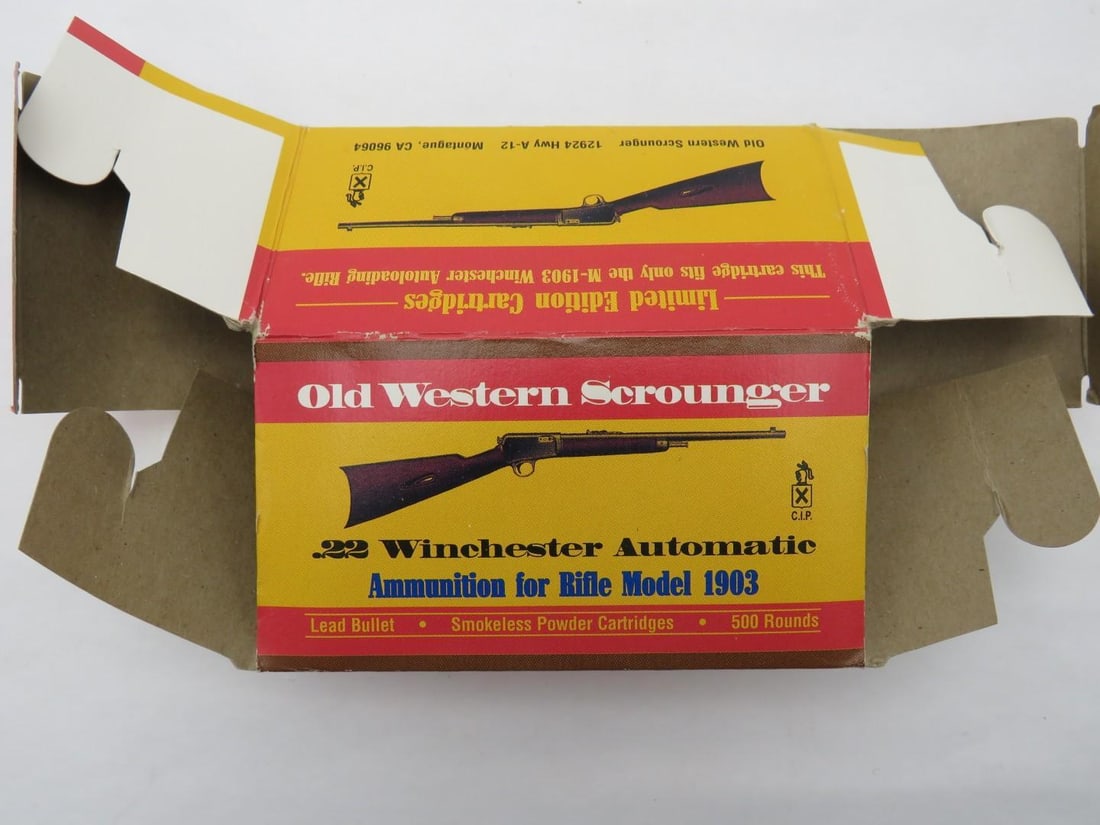 Old Western Scrounger 12924 Hwy A-12 Montague, CA 96064
C.I.P.
This cartridge fits only the M-1903 Winchester Autoloading Rifle.
Limited Edition Cartridges
Old Western Scrounger
C.I.P.
.22 Winchester Automatic
Ammunition for Rifle Model 1903
Lead Bullet • Smokeless Powder Cartridges • 500 Rounds